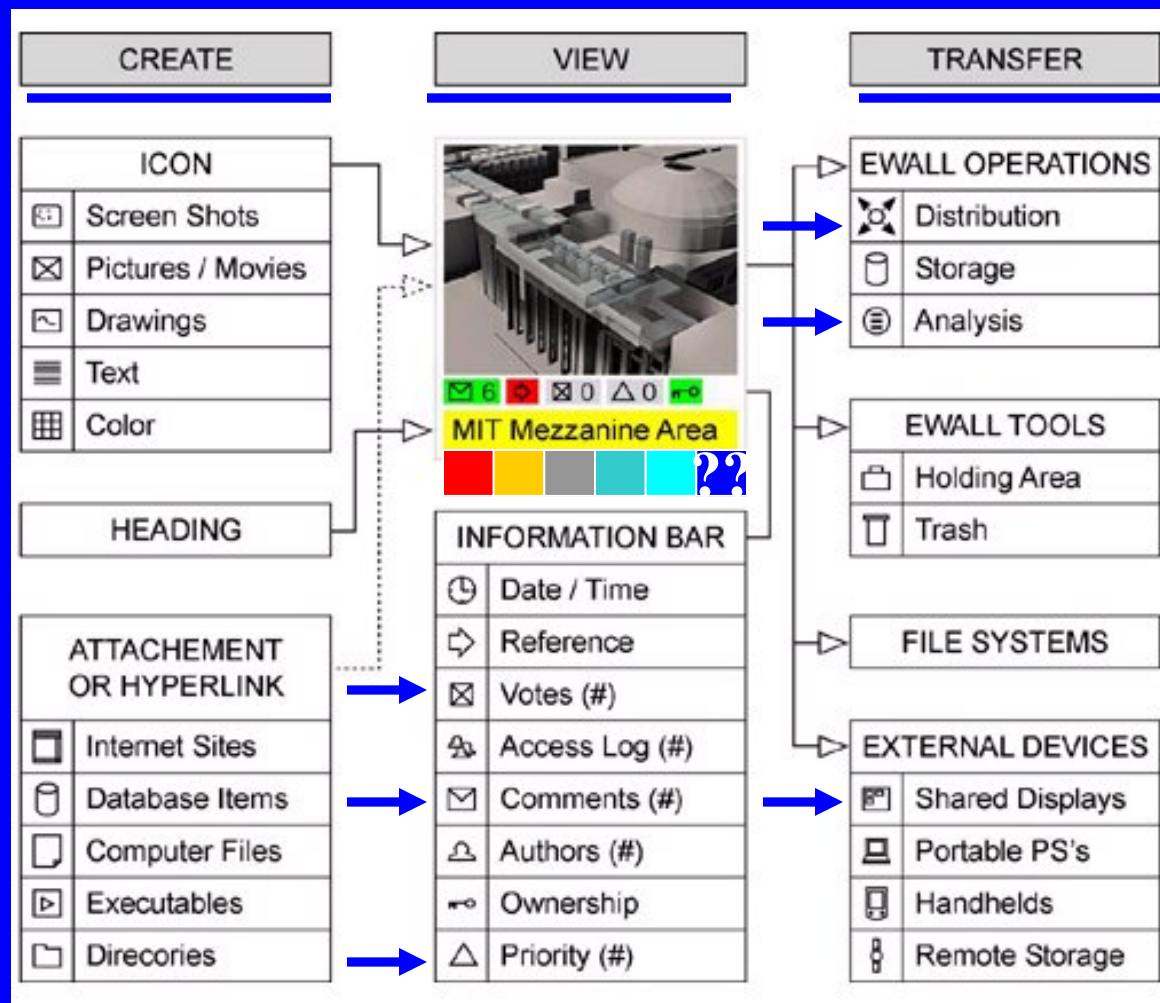 CREATE
VIEW
TRANSFER
ICON
Screen Shots
Pictures / Movies
Drawings
Text
Color
HEADING
ATTACHEMENT
OR HYPERLINK
Internet Sites
Database Items
Computer Files
Executables
Direcories
6
0
0
MIT Mezzanine Area
??
INFORMATION BAR
Date / Time
Reference
Votes (#)
Access Log (#)
Comments (#)
Authors (#)
Ownership
Priority (#)
EWALL OPERATIONS
Distribution
Storage
Analysis
EWALL TOOLS
Holding Area
Trash
FILE SYSTEMS
EXTERNAL DEVICES
Shared Displays
Portable PS's
Handhelds
Remote Storage